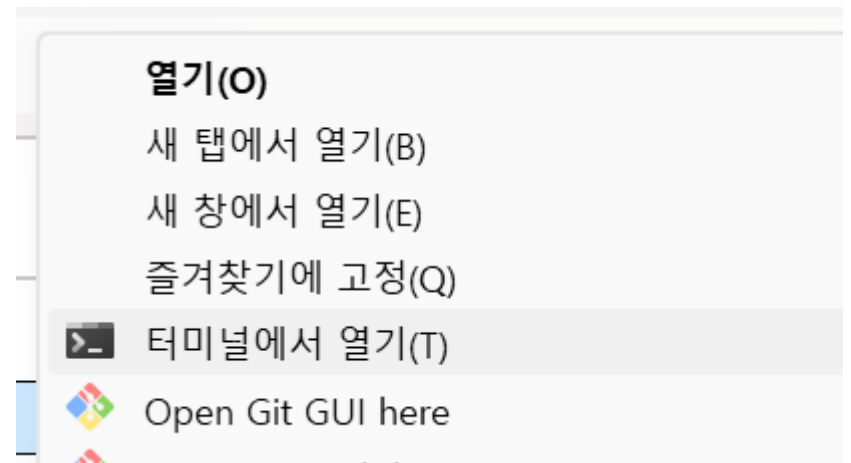 열기(O)
새 탭에서 열기(B)
새 창에서 열기(E)
즐겨찾기에 고정(Q)
터미널에서 열기(T)
Open Git GUI here